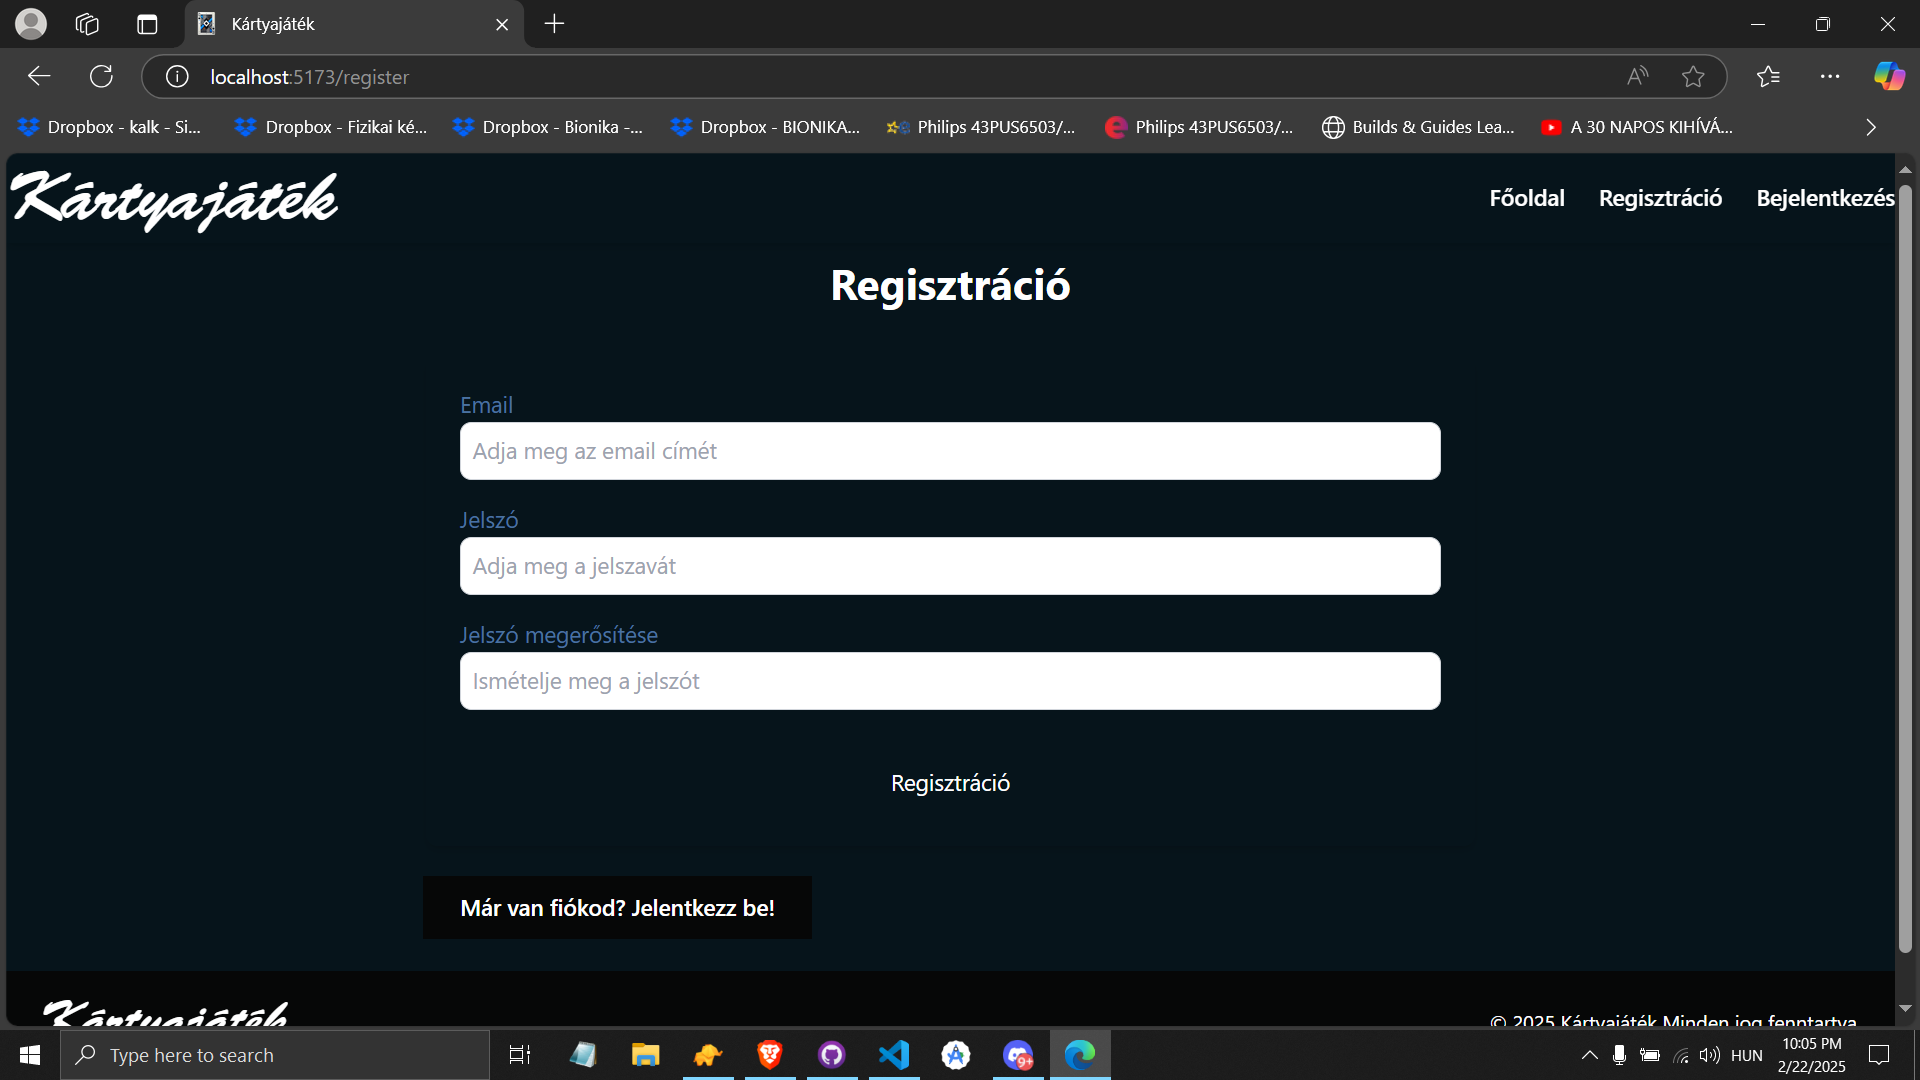 Kártyajáték
localhost:5173/register
Dropbox - kalk - Si...
Dropbox - Fizikai ké...
Dropbox - Bionika -...
Dropbox - BIONIKA...
Philips 43PUS6503/...
Philips 43PUS6503/...
Builds & Guides Lea...
A 30 NAPOS KIHÍVÁ...
Kártyajáték
Főoldal
Regisztráció
Bejelentkezés
Regisztráció
Email
Adja meg az email címét
Jelszó
Adja meg a jelszavát
Jelszó megerősítése
Ismételje meg a jelszót
Regisztráció
Már van fiókod? Jelentkezz be!
Kártyajáték
© 2025 Kártyajáték Minden jog fenntartva
Type here to search
9+
HUN
10:05 PM
2/22/2025